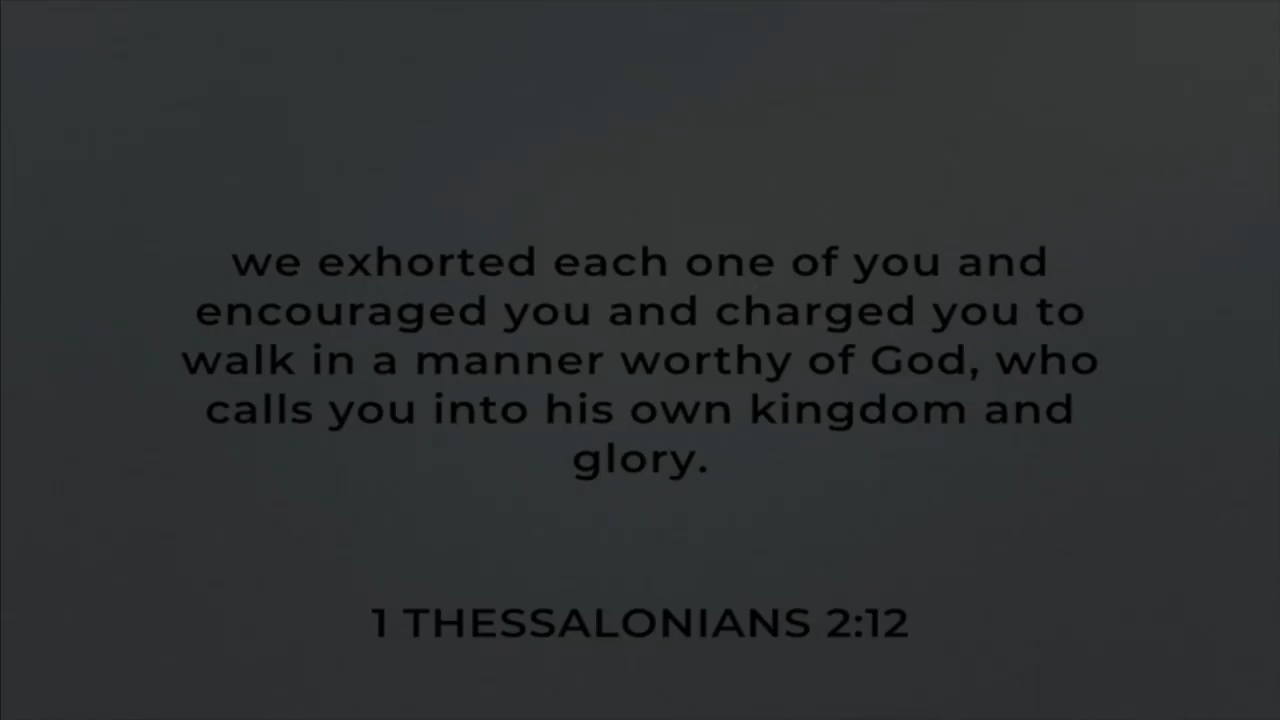 we exhorted each one of you and
encouraged you and charged you to
walk in a manner worthy of God, who
calls you into his own kingdom and
glory.
1 THESSALONIANS 2:12